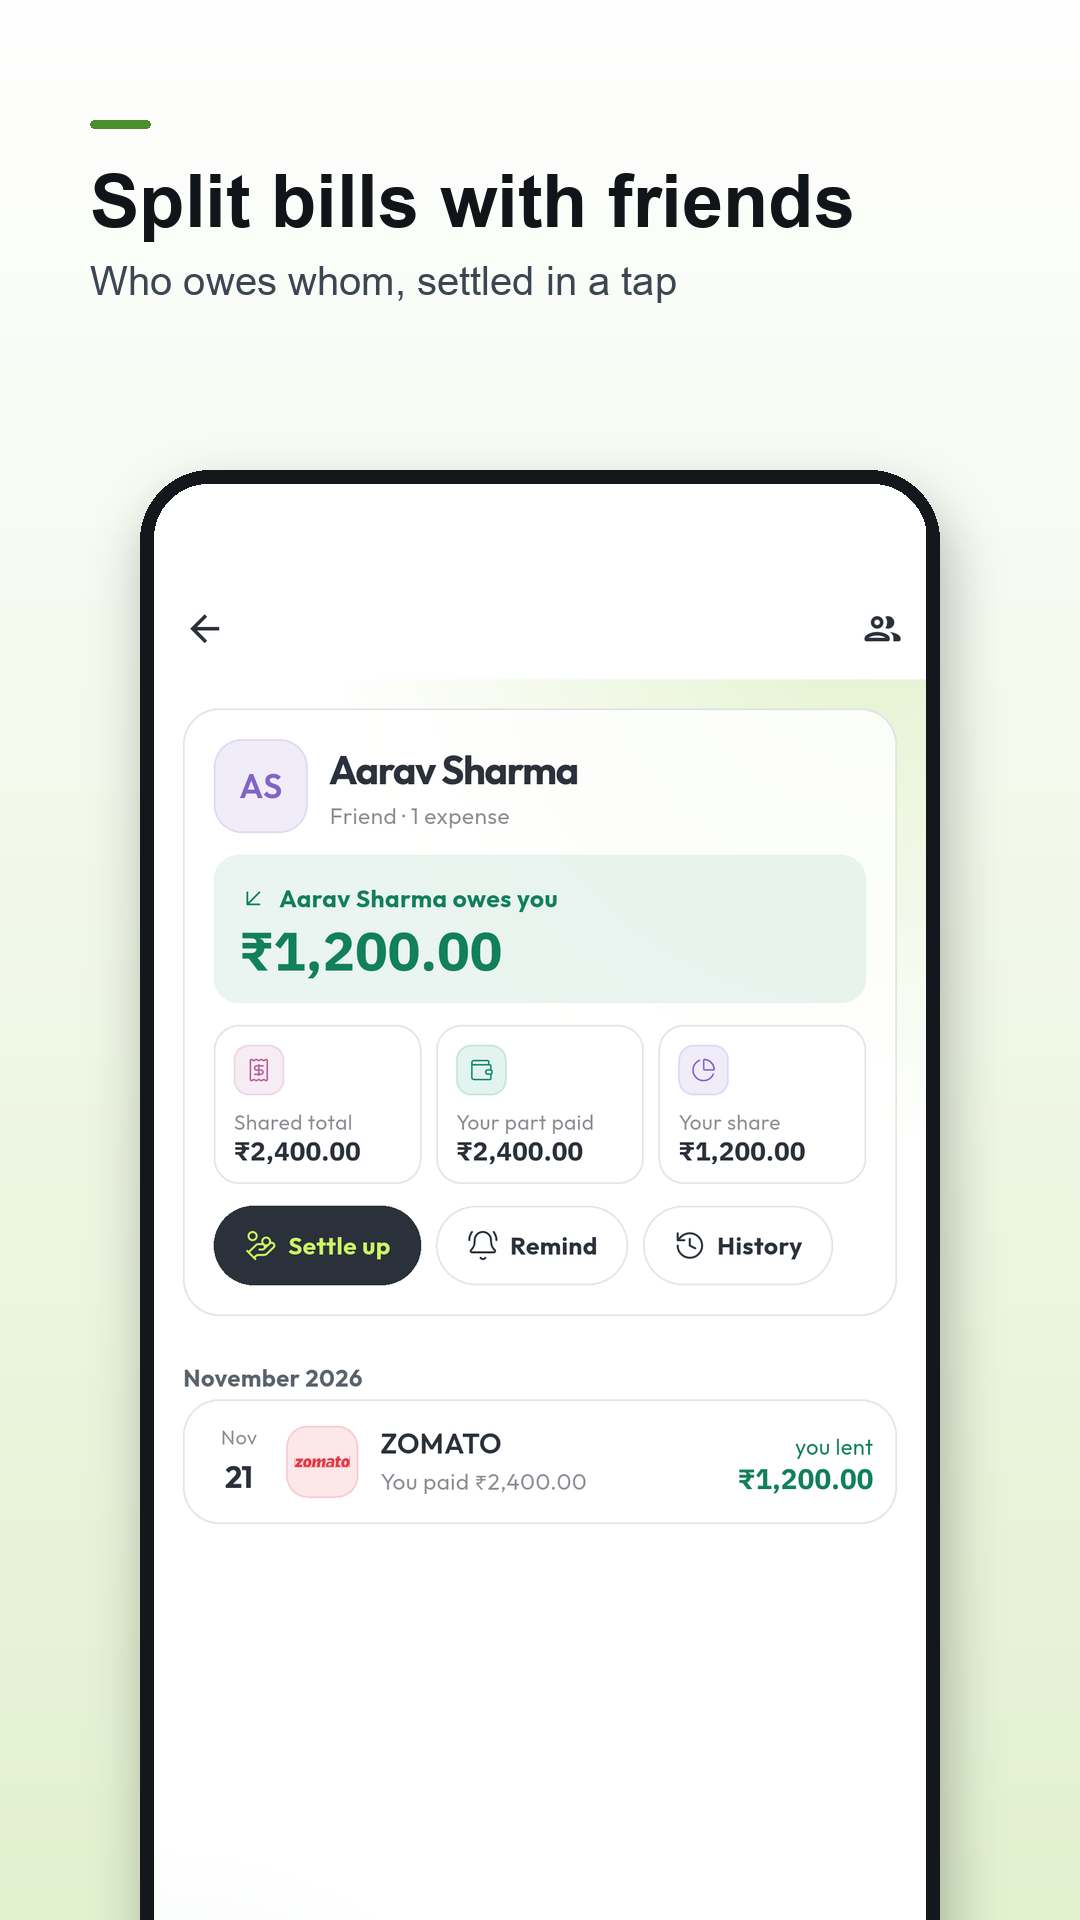 Split bills with friends
Who owes whom, settled in a tap
AS
Aarav Sharma
Friend · 1 expense
Aarav Sharma owes you
₹1,200.00
Shared total
₹2,400.00
Your part paid
₹2,400.00
Your share
₹1,200.00
Settle up
Remind
History
November 2026
Nov
21
zomato
ZOMATO
You paid ₹2,400.00
you lent
₹1,200.00